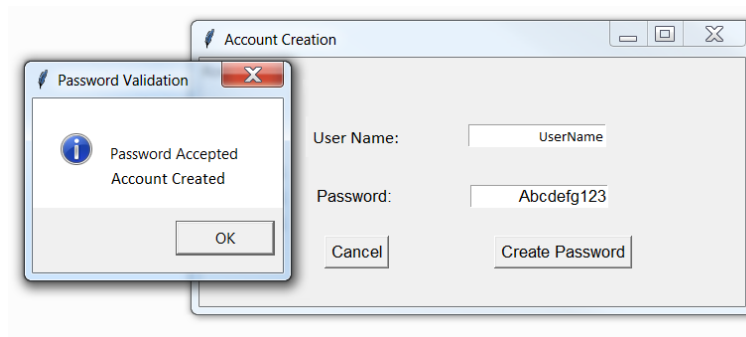 Account Creation
Password Validation
Password Accepted
Account Created
OK
User Name:
UserName
Password:
Abcdefg123
Cancel
Create Password